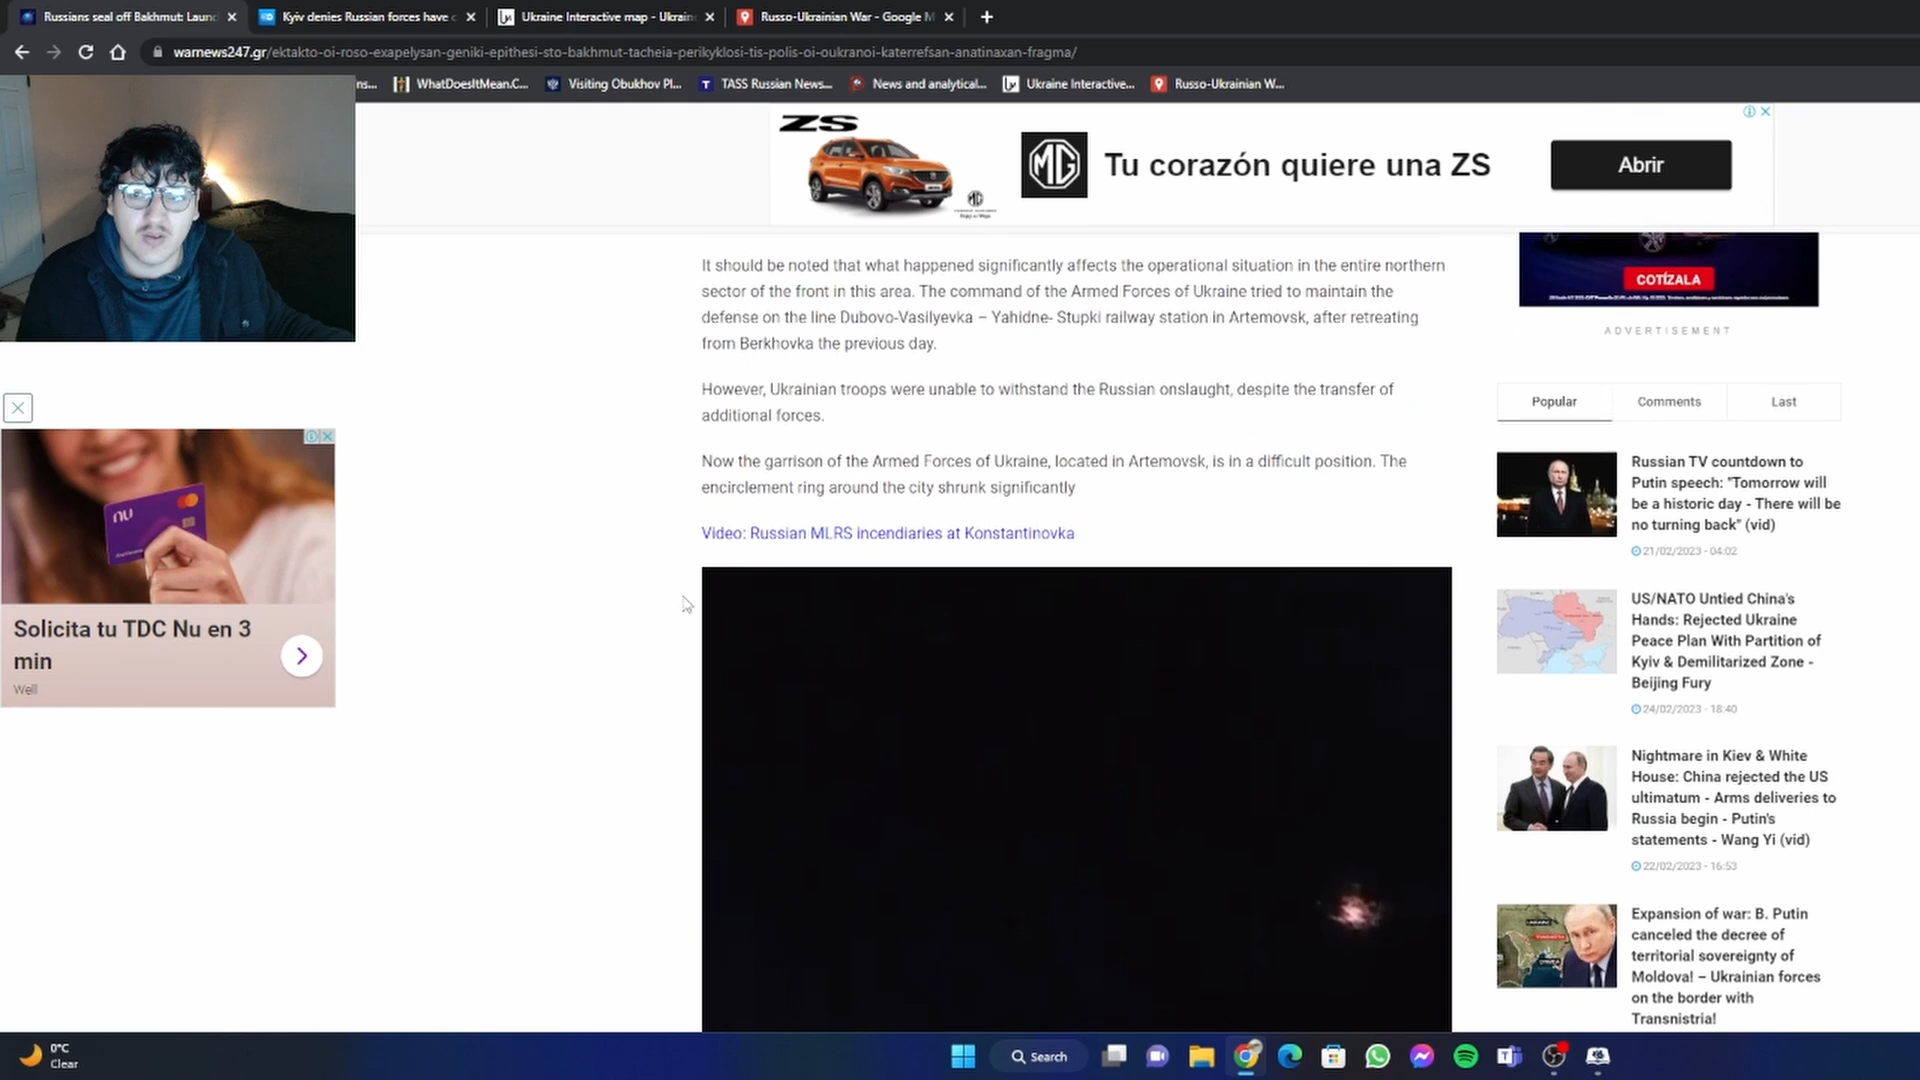 Russians seal off Bakhmut: Laun
Kyiv denies Russian forces have c
Ukraine Interactive map - Ukrain
Russo-Ukrainian War - Google M
warnews247.gr/ektakto-oi-roso-exapelysan-geniki-epithesi-sto-bakhmut-tacheia-perikyklosi-tis-polis-oi-oukranoi-katerrefsan-anatinaxan-fragma/
ns...
WhatDoesItMean.C...
Visiting Obukhov Pl...
TASS Russian News...
News and analytical...
Ukraine Interactive...
Russo-Ukrainian W...
ZS
MG
Tu corazón quiere una ZS
Abrir
It should be noted that what happened significantly affects the operational situation in the entire northern
sector of the front in this area. The command of the Armed Forces of Ukraine tried to maintain the
defense on the line Dubovo-Vasilyevka – Yahidne- Stupki railway station in Artemovsk, after retreating
from Berkhovka the previous day.
However, Ukrainian troops were unable to withstand the Russian onslaught, despite the transfer of
additional forces.
Now the garrison of the Armed Forces of Ukraine, located in Artemovsk, is in a difficult position. The
encirclement ring around the city shrunk significantly
Video: Russian MLRS incendiaries at Konstantinovka
nu
Solicita tu TDC Nu en 3
min
Well
COTÍZALA
ADVERTISEMENT
Popular
Comments
Last
Russian TV countdown to
Putin speech: "Tomorrow will
be a historic day - There will be
no turning back" (vid)
21/02/2023 - 04:02
US/NATO Untied China's
Hands: Rejected Ukraine
Peace Plan With Partition of
Kyiv & Demilitarized Zone -
Beijing Fury
24/02/2023 - 18:40
Nightmare in Kiev & White
House: China rejected the US
ultimatum - Arms deliveries to
Russia begin - Putin's
statements - Wang Yi (vid)
22/02/2023 - 16:53
Expansion of war: B. Putin
canceled the decree of
territorial sovereignty of
Moldova! – Ukrainian forces
on the border with
Transnistria!
0°C
Clear
Search